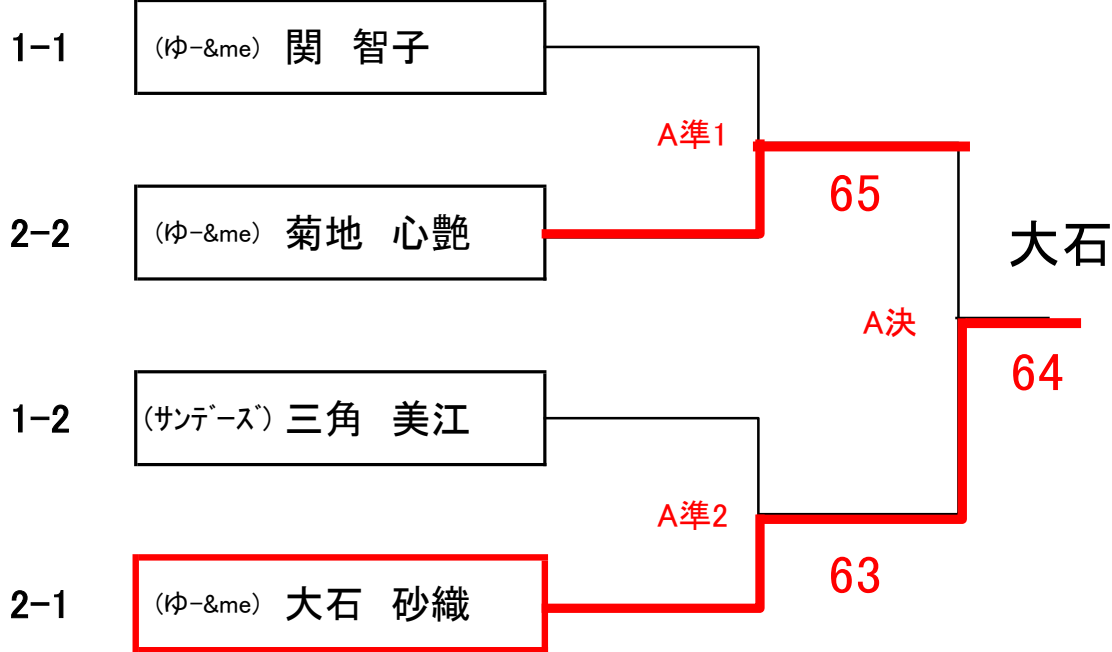 1-1 (ゆ-&me) 関 智子
A準1
65
2-2 (ゆ-&me) 菊地 心艶
大石
A決
64
1-2 (サンデーズ) 三角 美江
A準2
63
2-1 (ゆ-&me) 大石 砂織